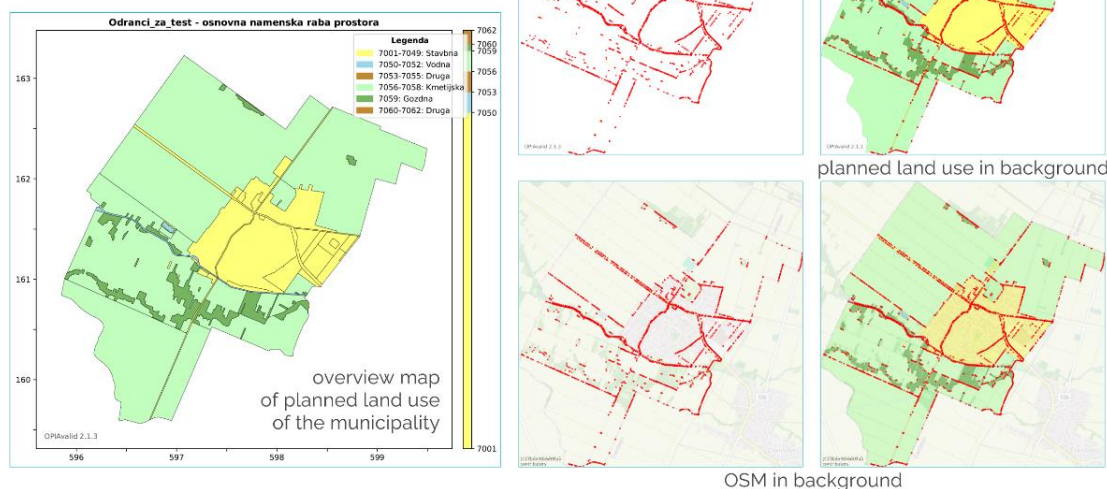 Odranci_za_test - osnovna namenska raba prostora
Legenda
7001-7049: Stavbna
7050-7052: Vodna
7053-7055: Druga
7056-7058: Kmetijska
7059: Gozdna
7060-7062: Druga
7062
7060
7059
7056
7053
7050
7001
163
162
161
160
596
597
598
599
overview map
of planned land use
of the municipality
OPIAvalid 2.1.3
OPIAvalid 2.1.3
OPIAvalid 2.1.3
planned land use in background
OSM in background